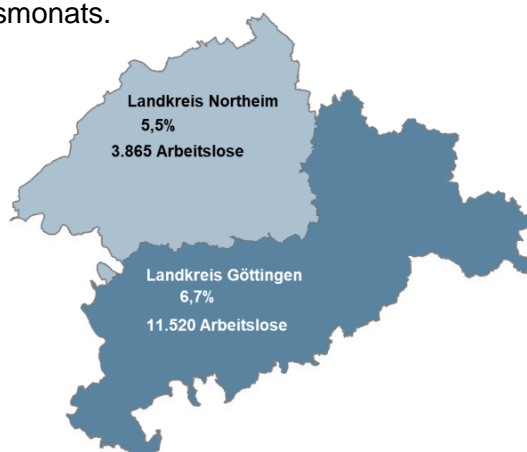 smonats.
Landkreis Northeim
5,5%
3.865 Arbeitslose
Landkreis Göttingen
6,7%
11.520 Arbeitslose